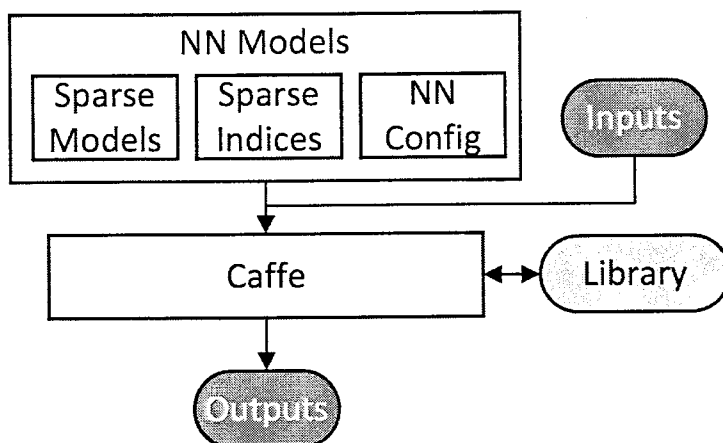 NN Models
Sparse
Models
Sparse
Indices
NN
Config
Inputs
Caffe
Library
Outputs